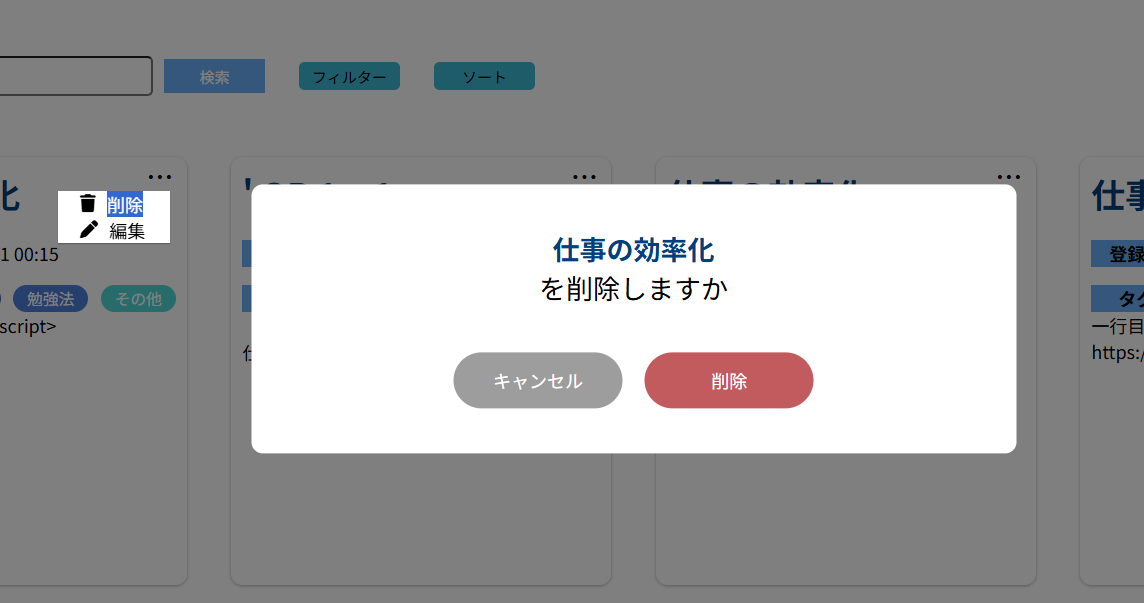 検索
フィルター
ソート
化
削除
編集
1 00:15
勉強法
その他
script>
仕事の効率化
を削除しますか
キャンセル
削除
仕事
登録
タグ
一行目
https:/